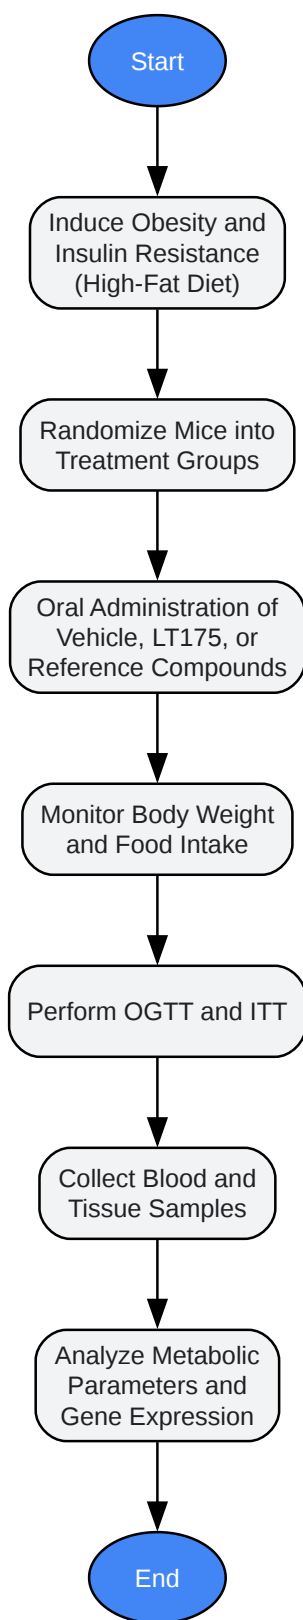 Start
Induce Obesity and
Insulin Resistance
(High-Fat Diet)
Randomize Mice into
Treatment Groups
Oral Administration of
Vehicle, LT175, or
Reference Compounds
Monitor Body Weight
and Food Intake
Perform OGTT and ITT
Collect Blood and
Tissue Samples
Analyze Metabolic
Parameters and
Gene Expression
End